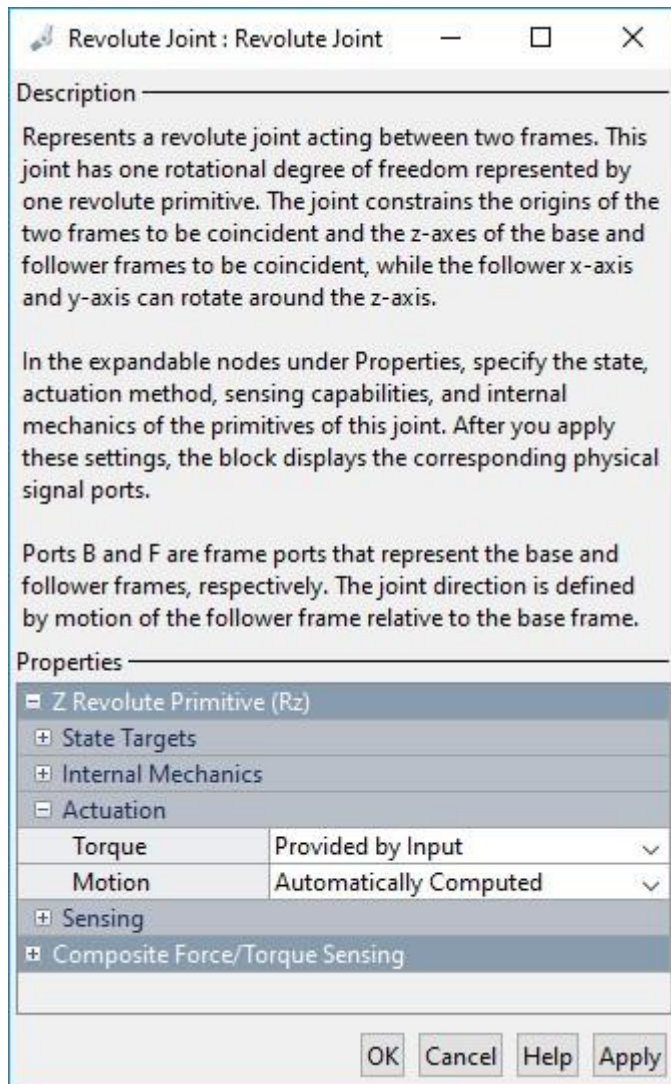 Revolute Joint : Revolute Joint
Description
Represents a revolute joint acting between two frames. This
joint has one rotational degree of freedom represented by
one revolute primitive. The joint constrains the origins of the
two frames to be coincident and the z-axes of the base and
follower frames to be coincident, while the follower x-axis
and y-axis can rotate around the z-axis.
In the expandable nodes under Properties, specify the state,
actuation method, sensing capabilities, and internal
mechanics of the primitives of this joint. After you apply
these settings, the block displays the corresponding physical
signal ports.
Ports B and F are frame ports that represent the base and
follower frames, respectively. The joint direction is defined
by motion of the follower frame relative to the base frame.
Properties
Z Revolute Primitive (Rz)
State Targets
Internal Mechanics
Actuation
Torque Provided by Input
Motion Automatically Computed
Sensing
Composite Force/Torque Sensing
OK Cancel Help Apply